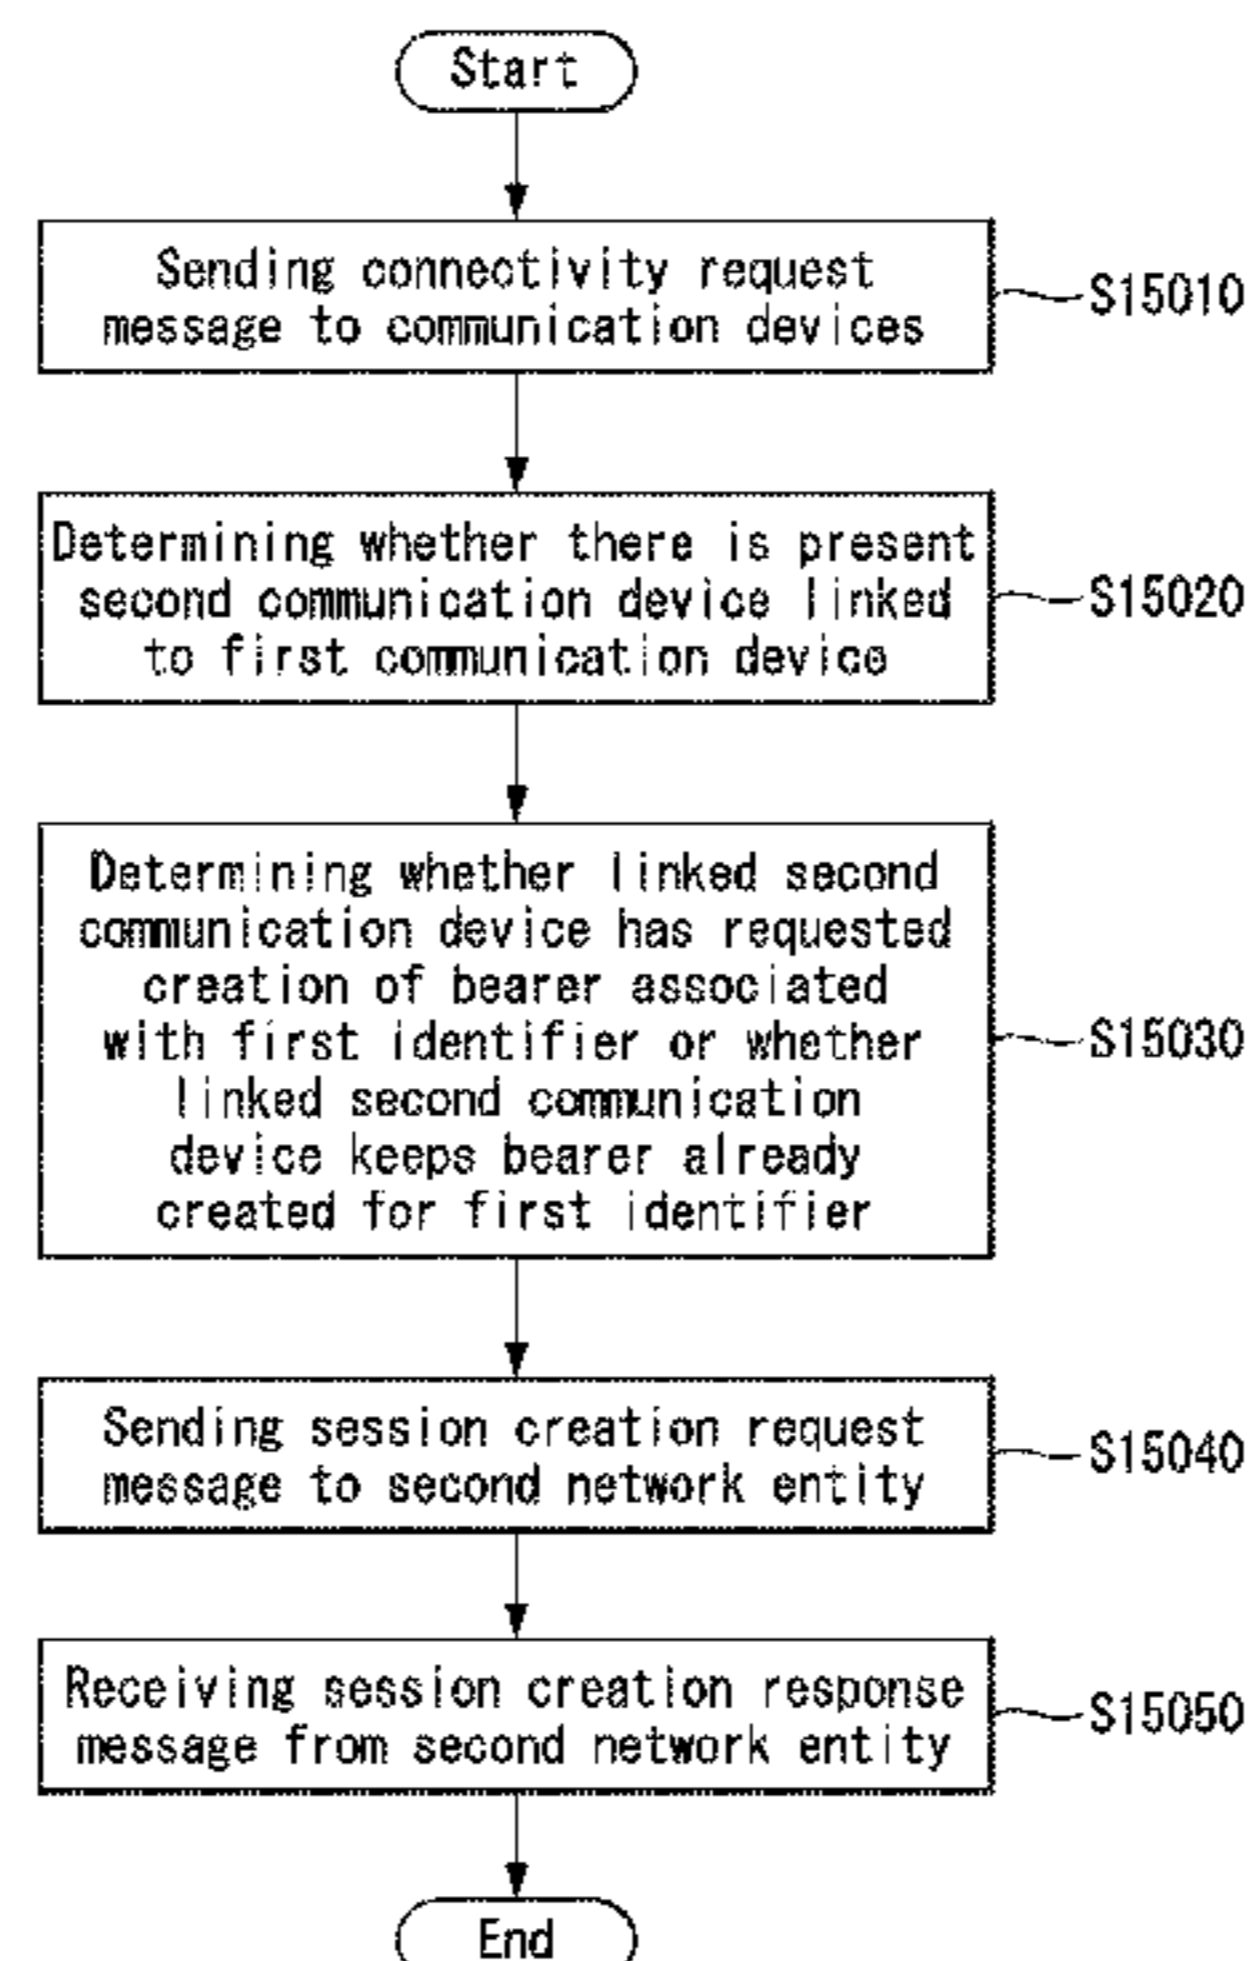 Start
Sending connectivity request
message to communication devices
S15010
Determining whether there is present
second communication device linked
to first communication device
S15020
Determining whether linked second
communication device has requested
creation of bearer associated
with first identifier or whether
linked second communication
device keeps bearer already
created for first identifier
S15030
Sending session creation request
message to second network entity
S15040
Receiving session creation response
message from second network entity
S15050
End